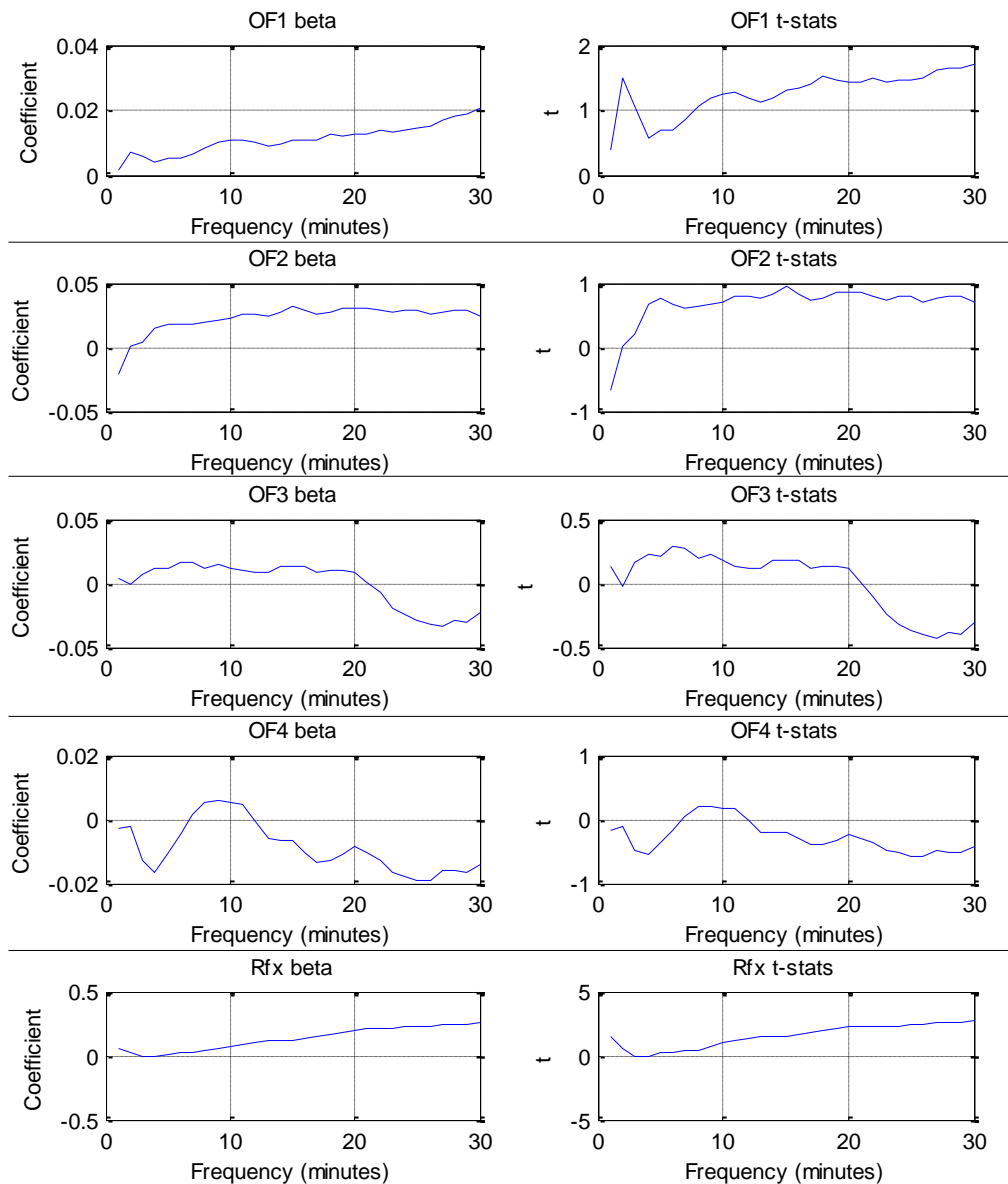 OF1 beta
0.04
0.02
0
Coefficient
0 10 20 30
Frequency (minutes)
OF1 t-stats
2
1
0
t
0 10 20 30
Frequency (minutes)
OF2 beta
0.05
0
-0.05
Coefficient
0 10 20 30
Frequency (minutes)
OF2 t-stats
1
0
-1
t
0 10 20 30
Frequency (minutes)
OF3 beta
0.05
0
-0.05
Coefficient
0 10 20 30
Frequency (minutes)
OF3 t-stats
0.5
0
-0.5
t
0 10 20 30
Frequency (minutes)
OF4 beta
0.02
0
-0.02
Coefficient
0 10 20 30
Frequency (minutes)
OF4 t-stats
1
0
-1
t
0 10 20 30
Frequency (minutes)
Rfx beta
0.5
0
-0.5
Coefficient
0 10 20 30
Frequency (minutes)
Rfx t-stats
5
0
-5
t
0 10 20 30
Frequency (minutes)